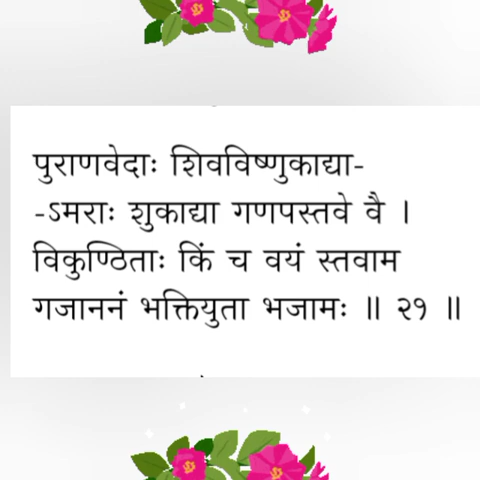 पुराणवेदाः शिवविष्णुकाद्या-
-ऽमराः शुकाद्या गणपस्तवे वै ।
विकुण्ठिताः किं च वयं स्तवाम
गजाननं भक्तियुता भजामः ॥ २१ ॥